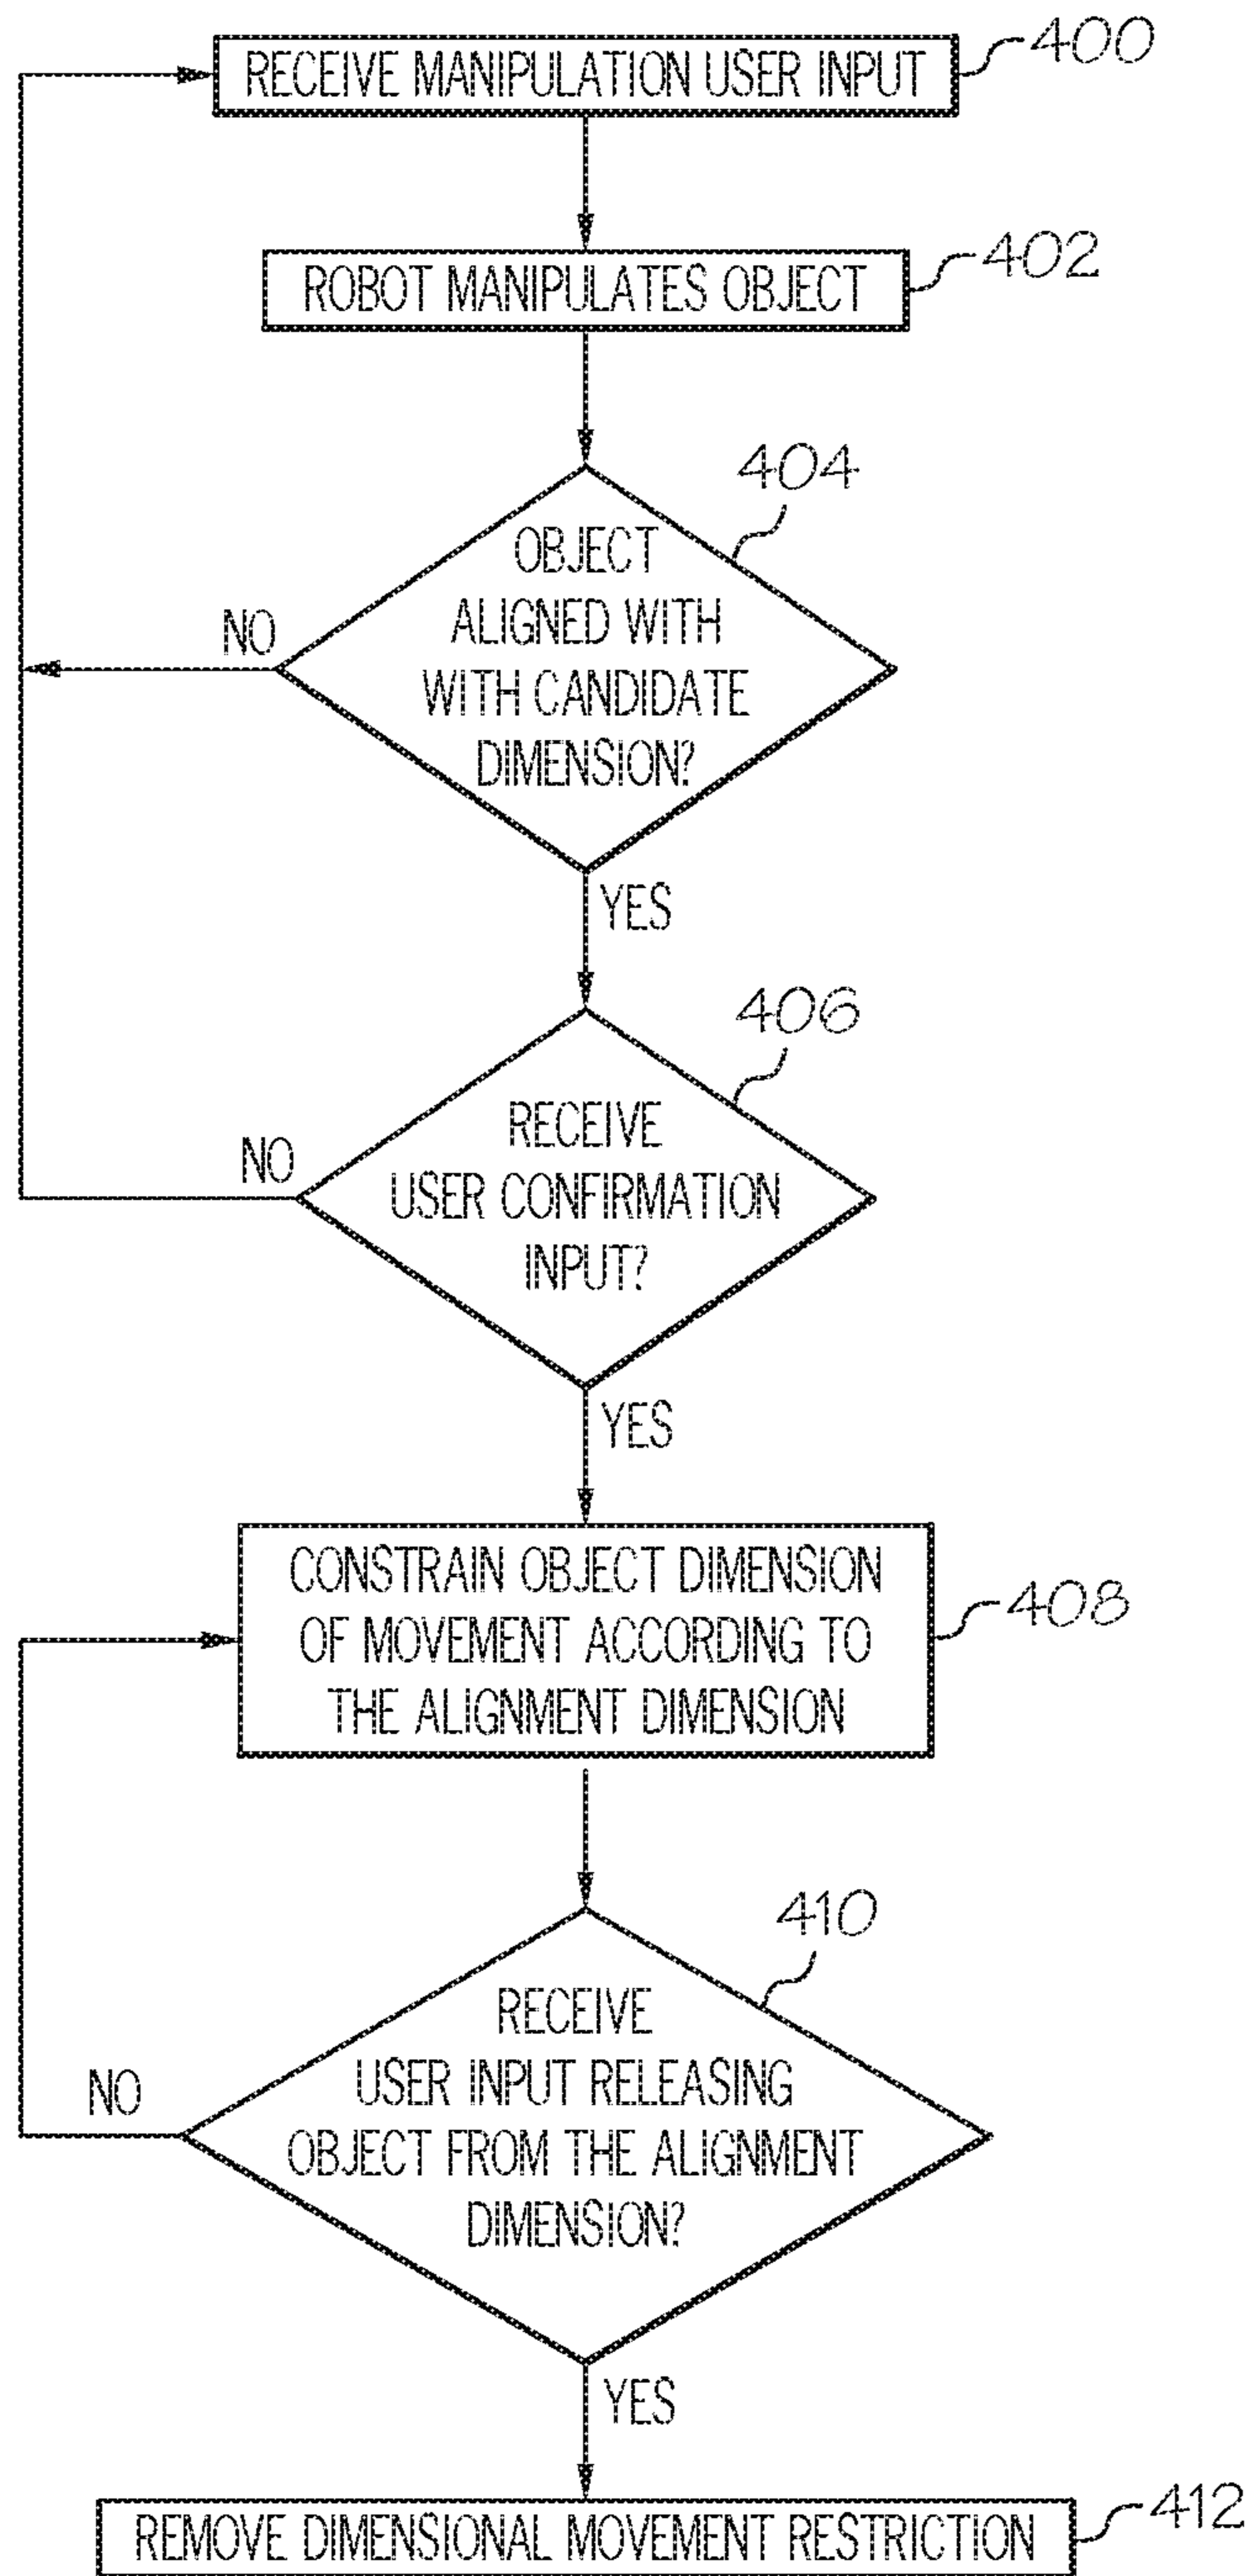 RECEIVE MANIPULATION USER INPUT
400
ROBOT MANIPULATES OBJECT
402
404
OBJECT
ALIGNED WITH
WITH CANDIDATE
DIMENSION?
NO
YES
406
RECEIVE
USER CONFIRMATION
INPUT?
NO
YES
CONSTRAIN OBJECT DIMENSION
OF MOVEMENT ACCORDING TO
THE ALIGNMENT DIMENSION
408
410
RECEIVE
USER INPUT RELEASING
OBJECT FROM THE ALIGNMENT
DIMENSION?
NO
YES
REMOVE DIMENSIONAL MOVEMENT RESTRICTION
412